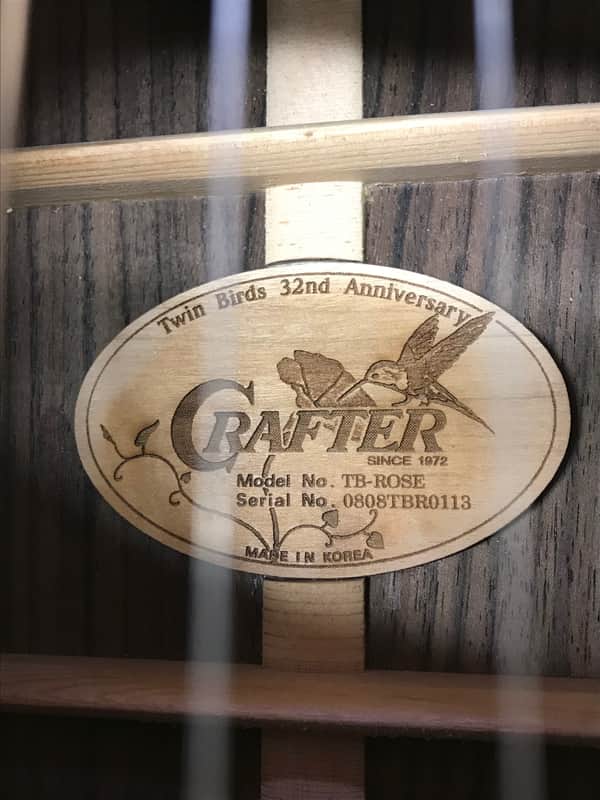 Twin Birds 32nd Anniversary
CRAFTER
SINCE 1972
Model No. TB-ROSE
Serial No. 0808TBR0113
MADE IN KOREA